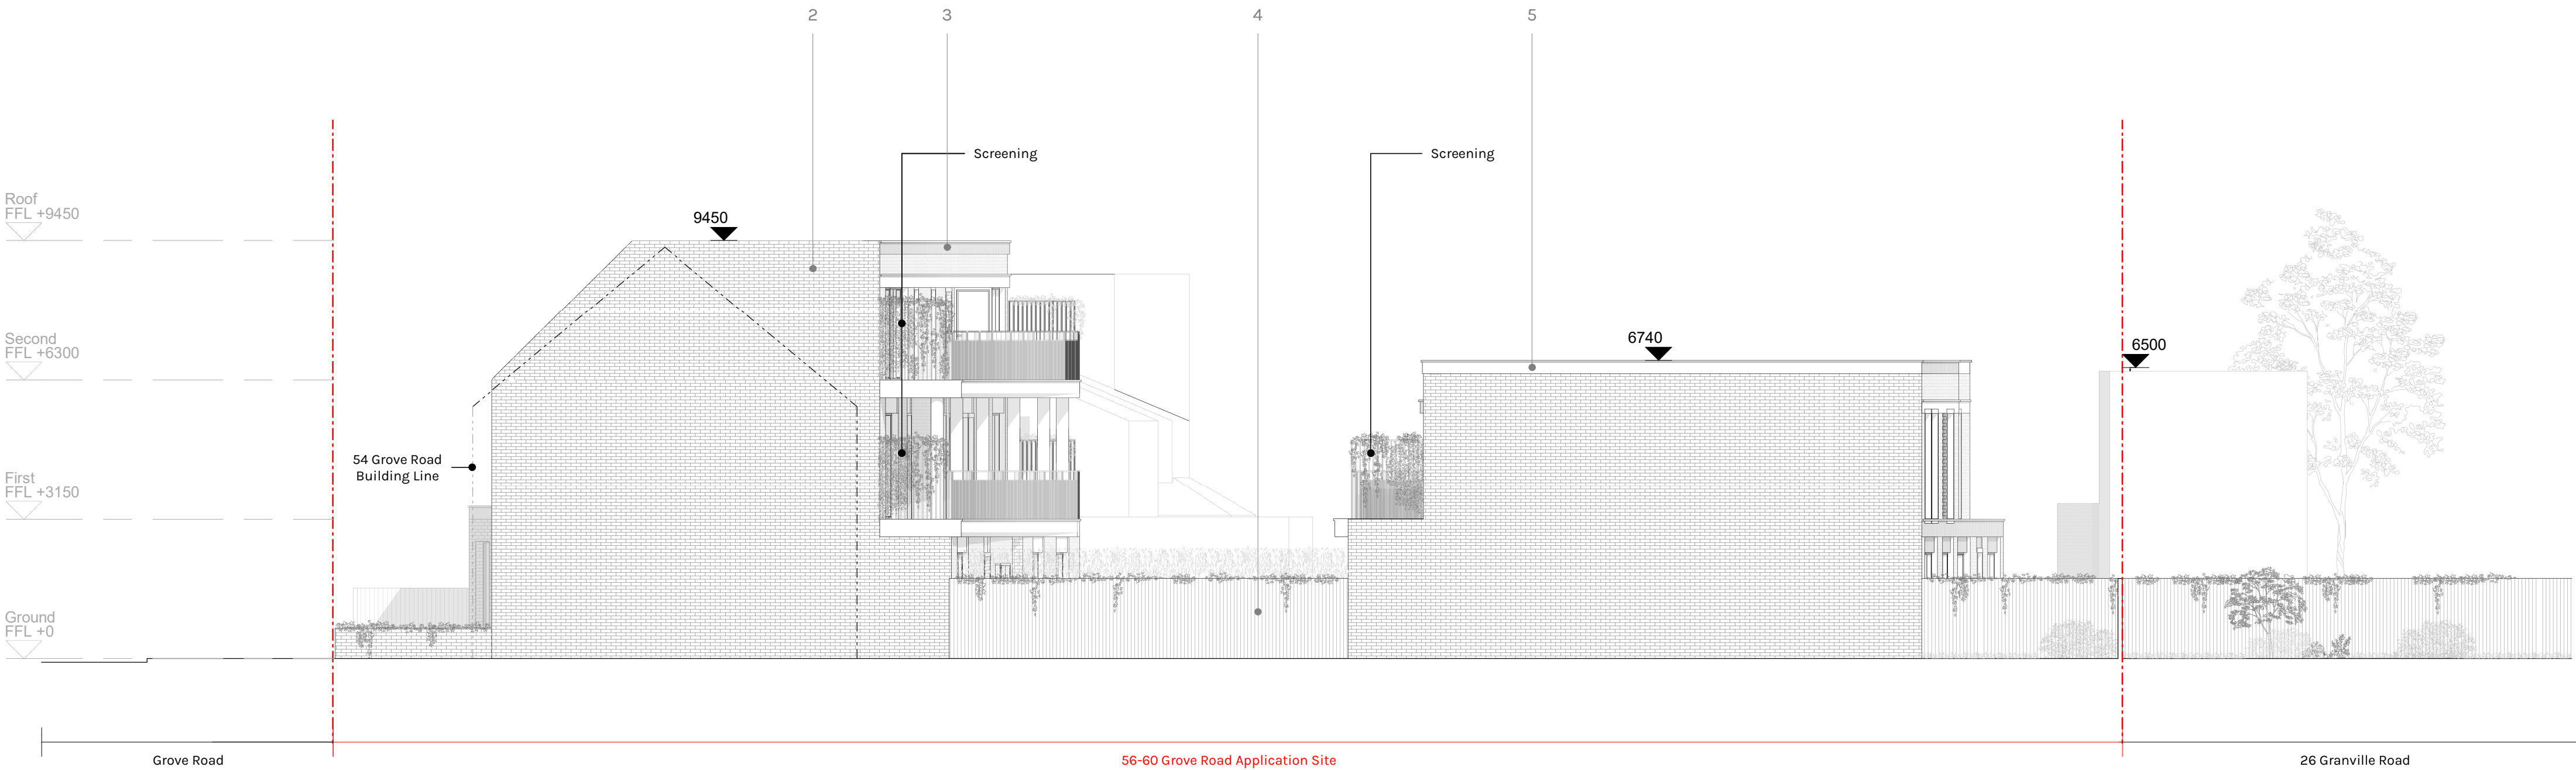 2
3
4
5
Screening
Screening
Roof
FFL +9450
9450
Second
FFL +6300
6740
6500
54 Grove Road
Building Line
First
FFL +3150
Ground
FFL +0
Grove Road
56-60 Grove Road Application Site
26 Granville Road